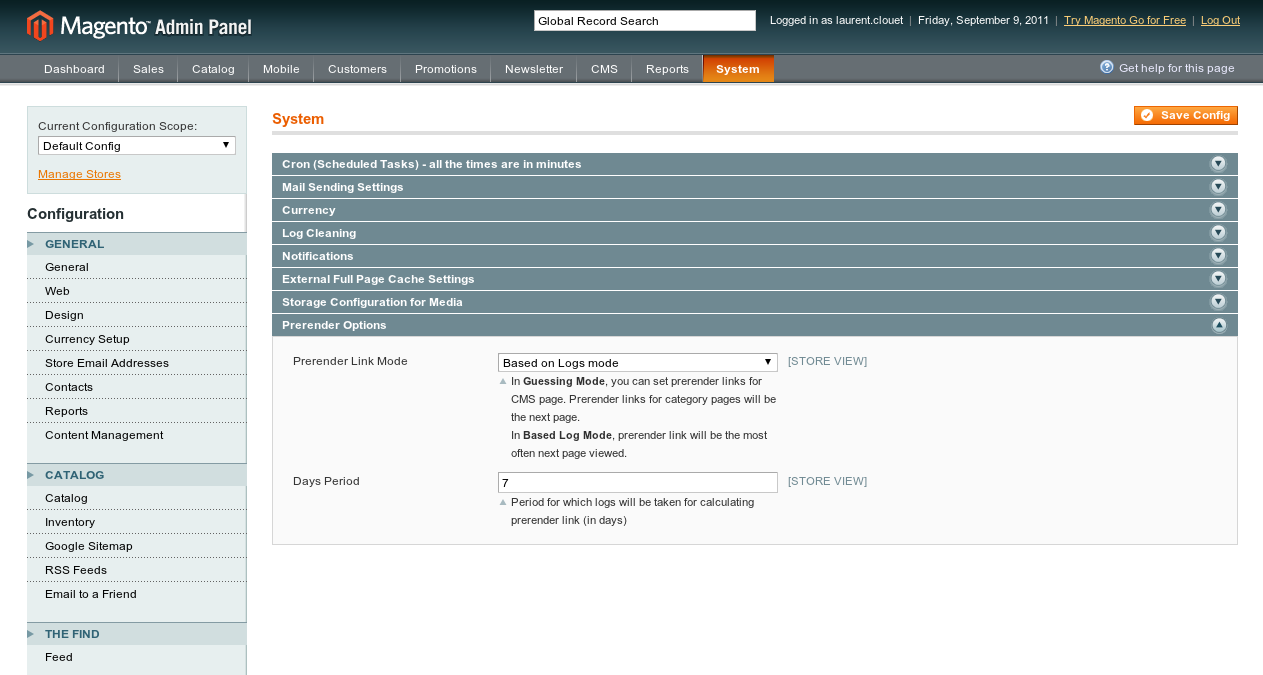 Magento™ Admin Panel
Global Record Search
Logged in as laurent.clouet | Friday, September 9, 2011 | Try Magento Go for Free | Log Out
Dashboard Sales Catalog Mobile Customers Promotions Newsletter CMS Reports System
Get help for this page
Current Configuration Scope:
Default Config
Manage Stores
Configuration
GENERAL
General
Web
Design
Currency Setup
Store Email Addresses
Contacts
Reports
Content Management
CATALOG
Catalog
Inventory
Google Sitemap
RSS Feeds
Email to a Friend
THE FIND
Feed
System
Save Config
Cron (Scheduled Tasks) - all the times are in minutes
Mail Sending Settings
Currency
Log Cleaning
Notifications
External Full Page Cache Settings
Storage Configuration for Media
Prerender Options
Prerender Link Mode
Based on Logs mode
[STORE VIEW]
In Guessing Mode, you can set prerender links for
CMS page. Prerender links for category pages will be
the next page.
In Based Log Mode, prerender link will be the most
often next page viewed.
Days Period
7
[STORE VIEW]
Period for which logs will be taken for calculating
prerender link (in days)